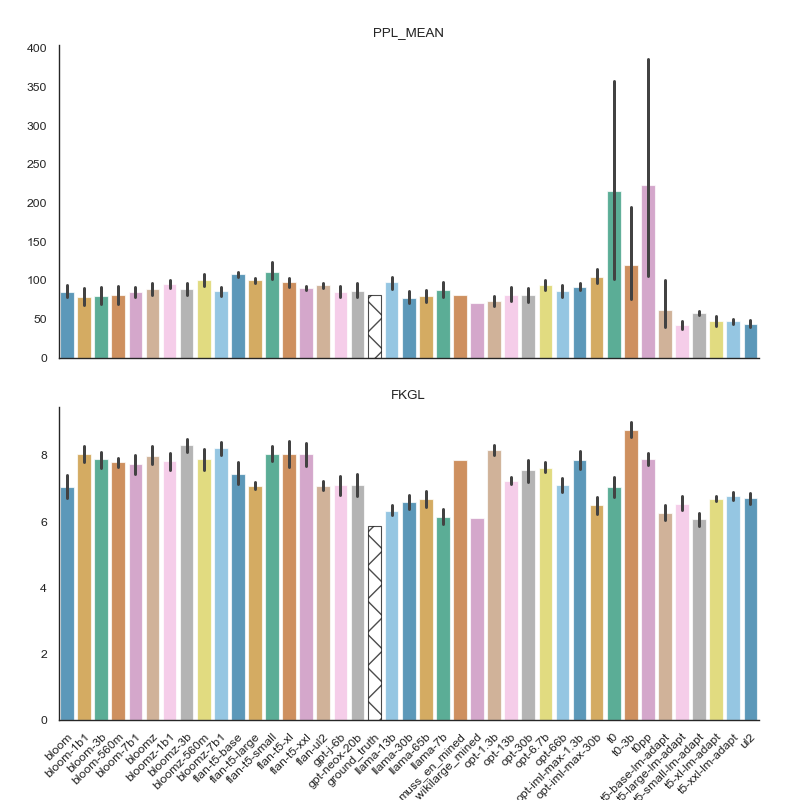 PPL_MEAN
400
350
300
250
200
150
100
50
0
FKGL
8
6
4
2
0
bloom
bloom-1b1
bloom-3b
bloom-560m
bloom-7b1
bloomz
bloomz-1b1
bloomz-3b
bloomz-560m
bloomz-7b1
flan-t5-base
flan-t5-large
flan-t5-small
flan-t5-xl
flan-t5-xxl
flan-ul2
gpt-j-6b
gpt-neox-20b
ground_truth
llama-13b
llama-30b
llama-65b
llama-7b
muss_en_mined
wikilarge_mined
opt-1.3b
opt-13b
opt-30b
opt-6.7b
opt-66b
opt-iml-max-1.3b
opt-iml-max-30b
t0
t0-3b
t0pp
t5-base-lm-adapt
t5-large-lm-adapt
t5-small-lm-adapt
t5-xl-lm-adapt
t5-xxl-lm-adapt
ul2